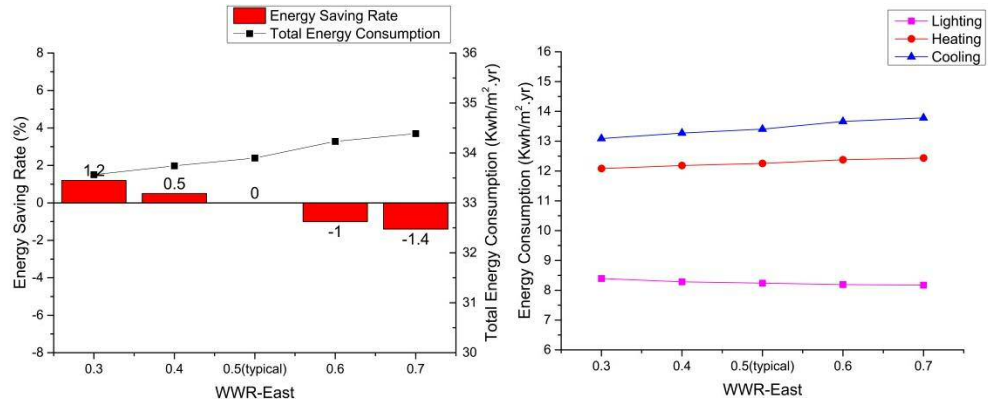 Energy Saving Rate
Total Energy Consumption
8
6
4
2
0
-2
-4
-6
-8
Energy Saving Rate (%)
1.2
0.5
0
-1
-1.4
36
35
34
33
32
31
30
Total Energy Consumption (Kwh/m².yr)
0.3 0.4 0.5(typical) 0.6 0.7
WWR-East
Lighting
Heating
Cooling
16
15
14
13
12
11
10
9
8
7
6
Energy Consumption (Kwh/m².yr)
0.3 0.4 0.5(typical) 0.6 0.7
WWR-East